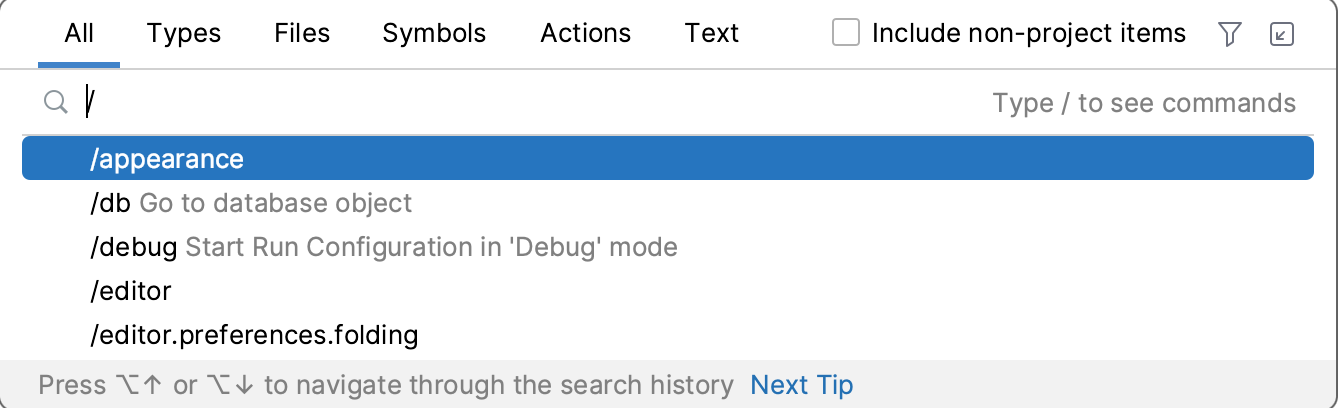 All Types Files Symbols Actions Text Include non-project items
/ Type / to see commands
/appearance
/db Go to database object
/debug Start Run Configuration in 'Debug' mode
/editor
/editor.preferences.folding
Press ⌥↑ or ⌥↓ to navigate through the search history Next Tip